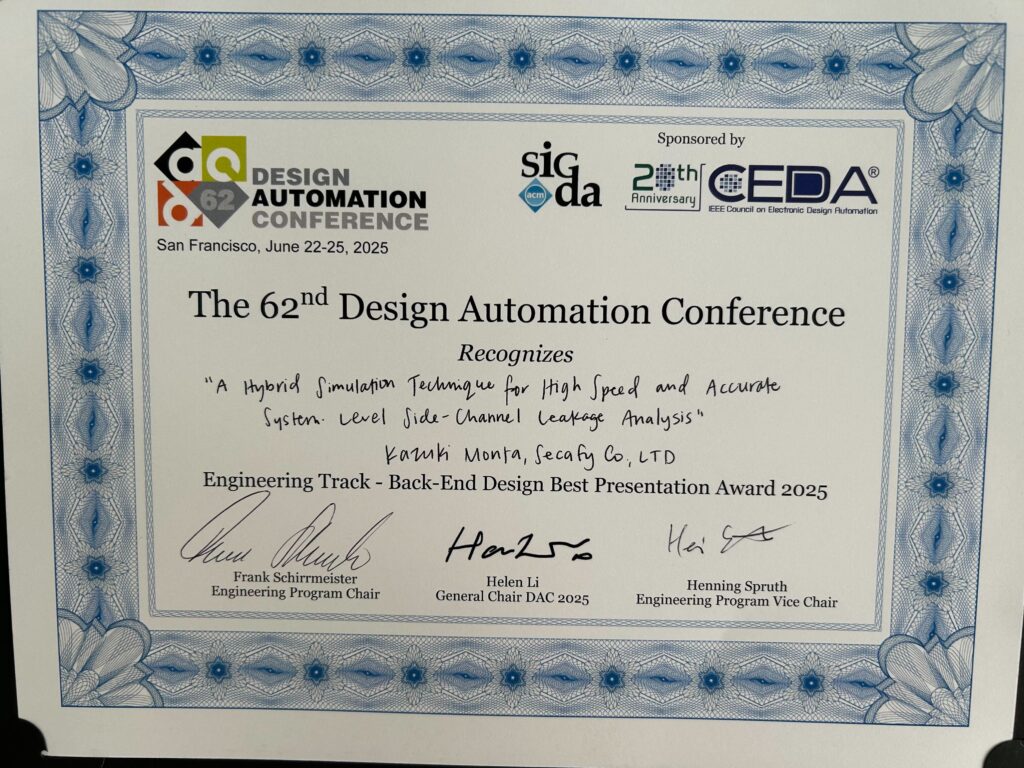 DESIGN
AUTOMATION
CONFERENCE
62
San Francisco, June 22-25, 2025
Sponsored by
sigda
acm
20th
Anniversary
CEDA®
IEEE Council on Electronic Design Automation
The 62nd Design Automation Conference
Recognizes
"A Hybrid Simulation Technique for High Speed and Accurate
System-Level Side-Channel Leakage Analysis"
Kazuki Monta, Secafy Co., LTD
Engineering Track - Back-End Design Best Presentation Award 2025
Frank Schirrmeister
Engineering Program Chair
Helen Li
General Chair DAC 2025
Henning Spruth
Engineering Program Vice Chair